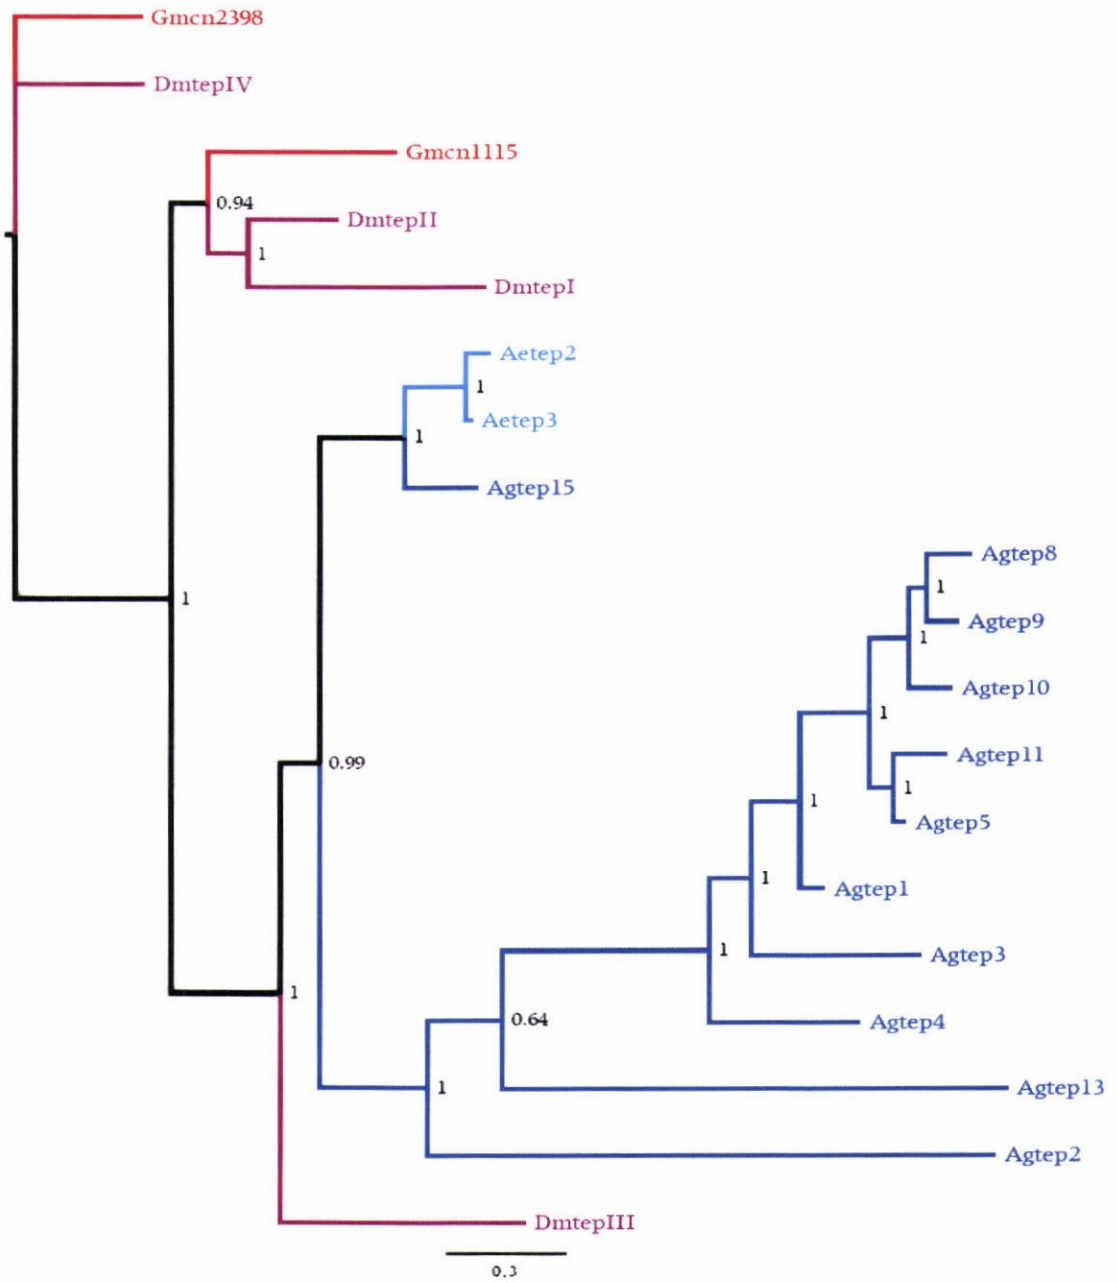 Gmcn2398
DmtepIV
Gmcn1115
0.94
DmtepII
1
DmtepI
Aetep2
1
Aetep3
1
Agtep15
Agtep8
1
Agtep9
1
Agtep10
1
Agtep11
1
Agtep5
1
Agtep1
1
Agtep3
1
Agtep4
0.64
Agtep13
1
Agtep2
0.99
1
1
DmtepIII
0.3